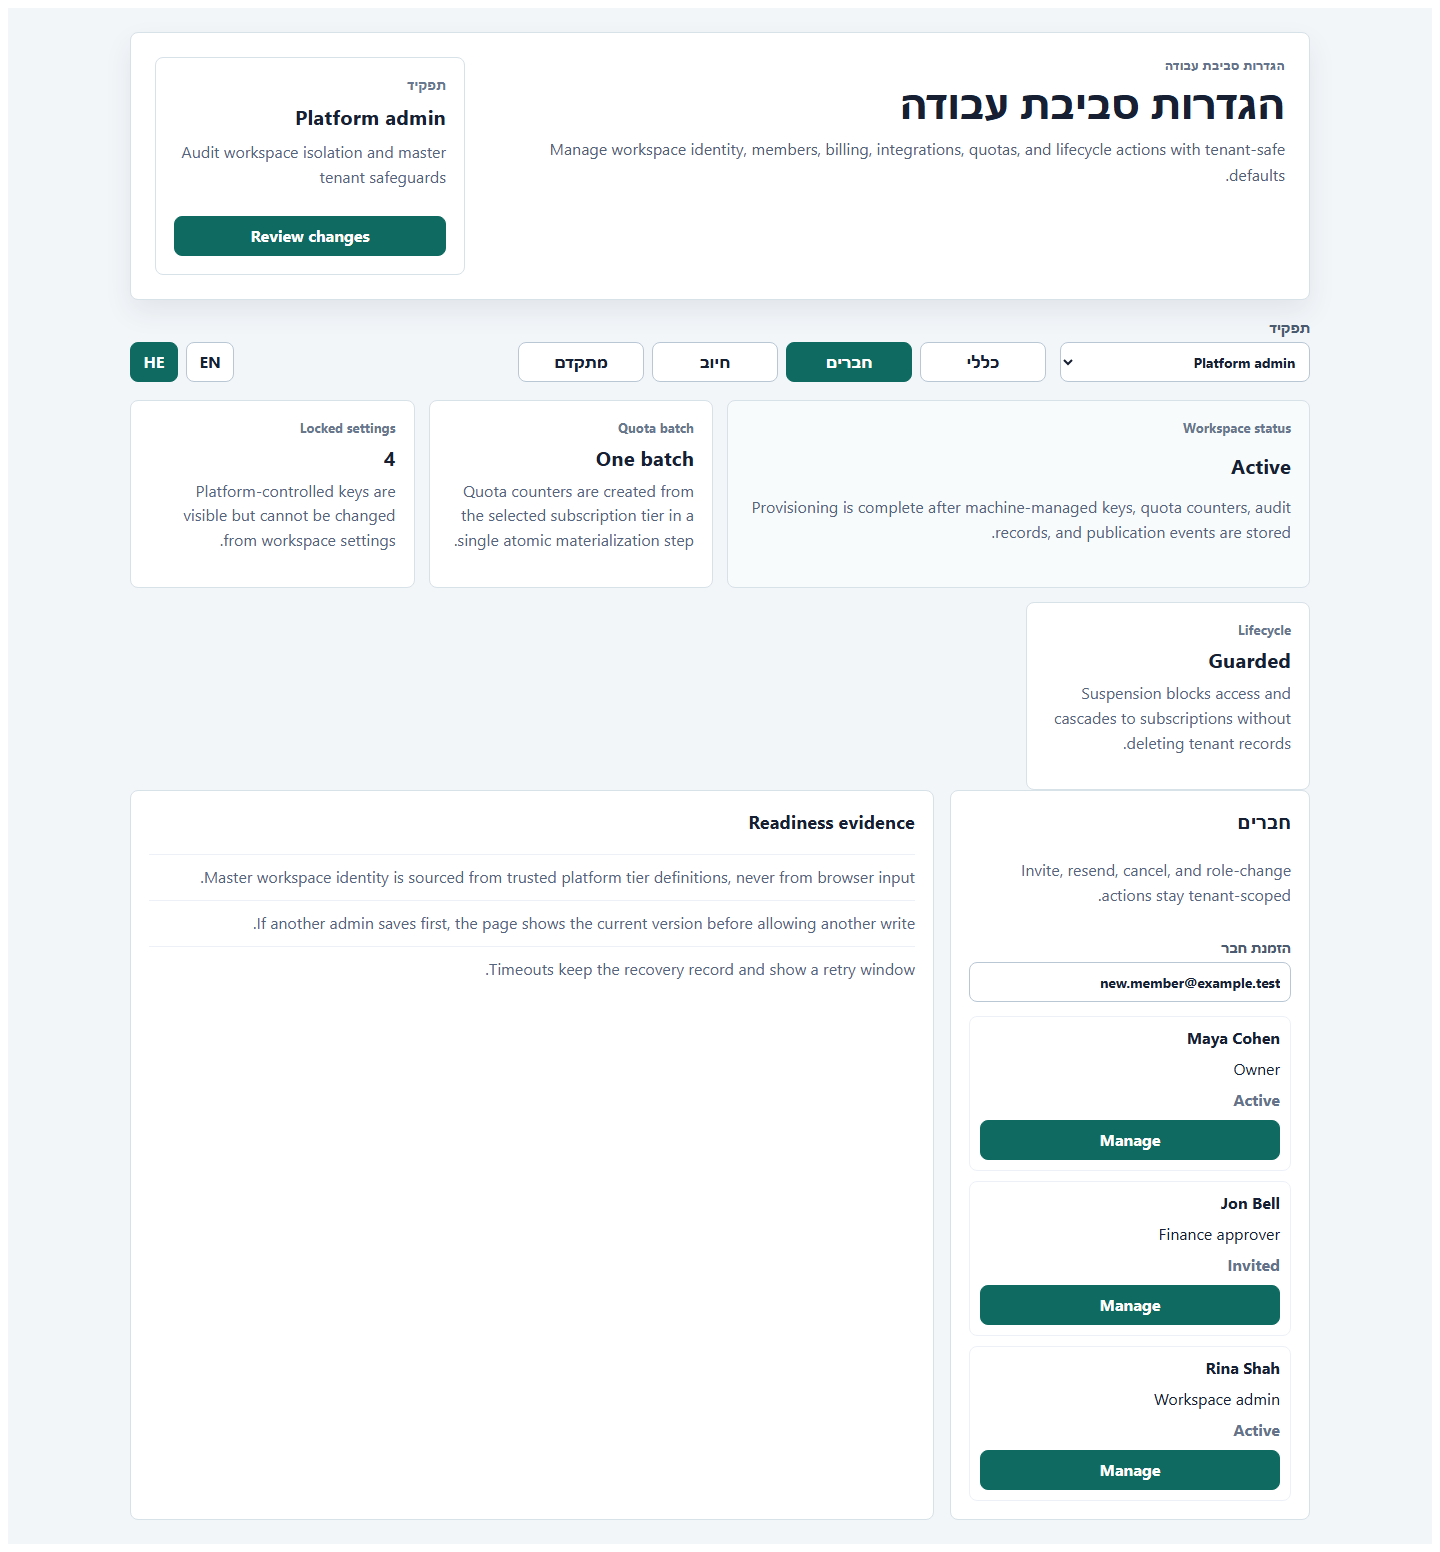 הגדרות סביבת עבודה
הגדרות סביבת עבודה
Manage workspace identity, members, billing, integrations, quotas, and lifecycle actions with tenant-safe
defaults.
תפקיד
Platform admin
Audit workspace isolation and master
tenant safeguards
Review changes
תפקיד
Platform admin
כללי
חברים
חיוב
מתקדם
EN
HE
Workspace status
Active
Provisioning is complete after machine-managed keys, quota counters, audit
records, and publication events are stored.
Quota batch
One batch
Quota counters are created from
the selected subscription tier in a
single atomic materialization step.
Locked settings
4
Platform-controlled keys are
visible but cannot be changed
from workspace settings.
Lifecycle
Guarded
Suspension blocks access and
cascades to subscriptions without
deleting tenant records.
חברים
Invite, resend, cancel, and role-change
actions stay tenant-scoped.
הזמנת חבר
new.member@example.test
Maya Cohen
Owner
Active
Manage
Jon Bell
Finance approver
Invited
Manage
Rina Shah
Workspace admin
Active
Manage
Readiness evidence
Master workspace identity is sourced from trusted platform tier definitions, never from browser input.
If another admin saves first, the page shows the current version before allowing another write.
Timeouts keep the recovery record and show a retry window.